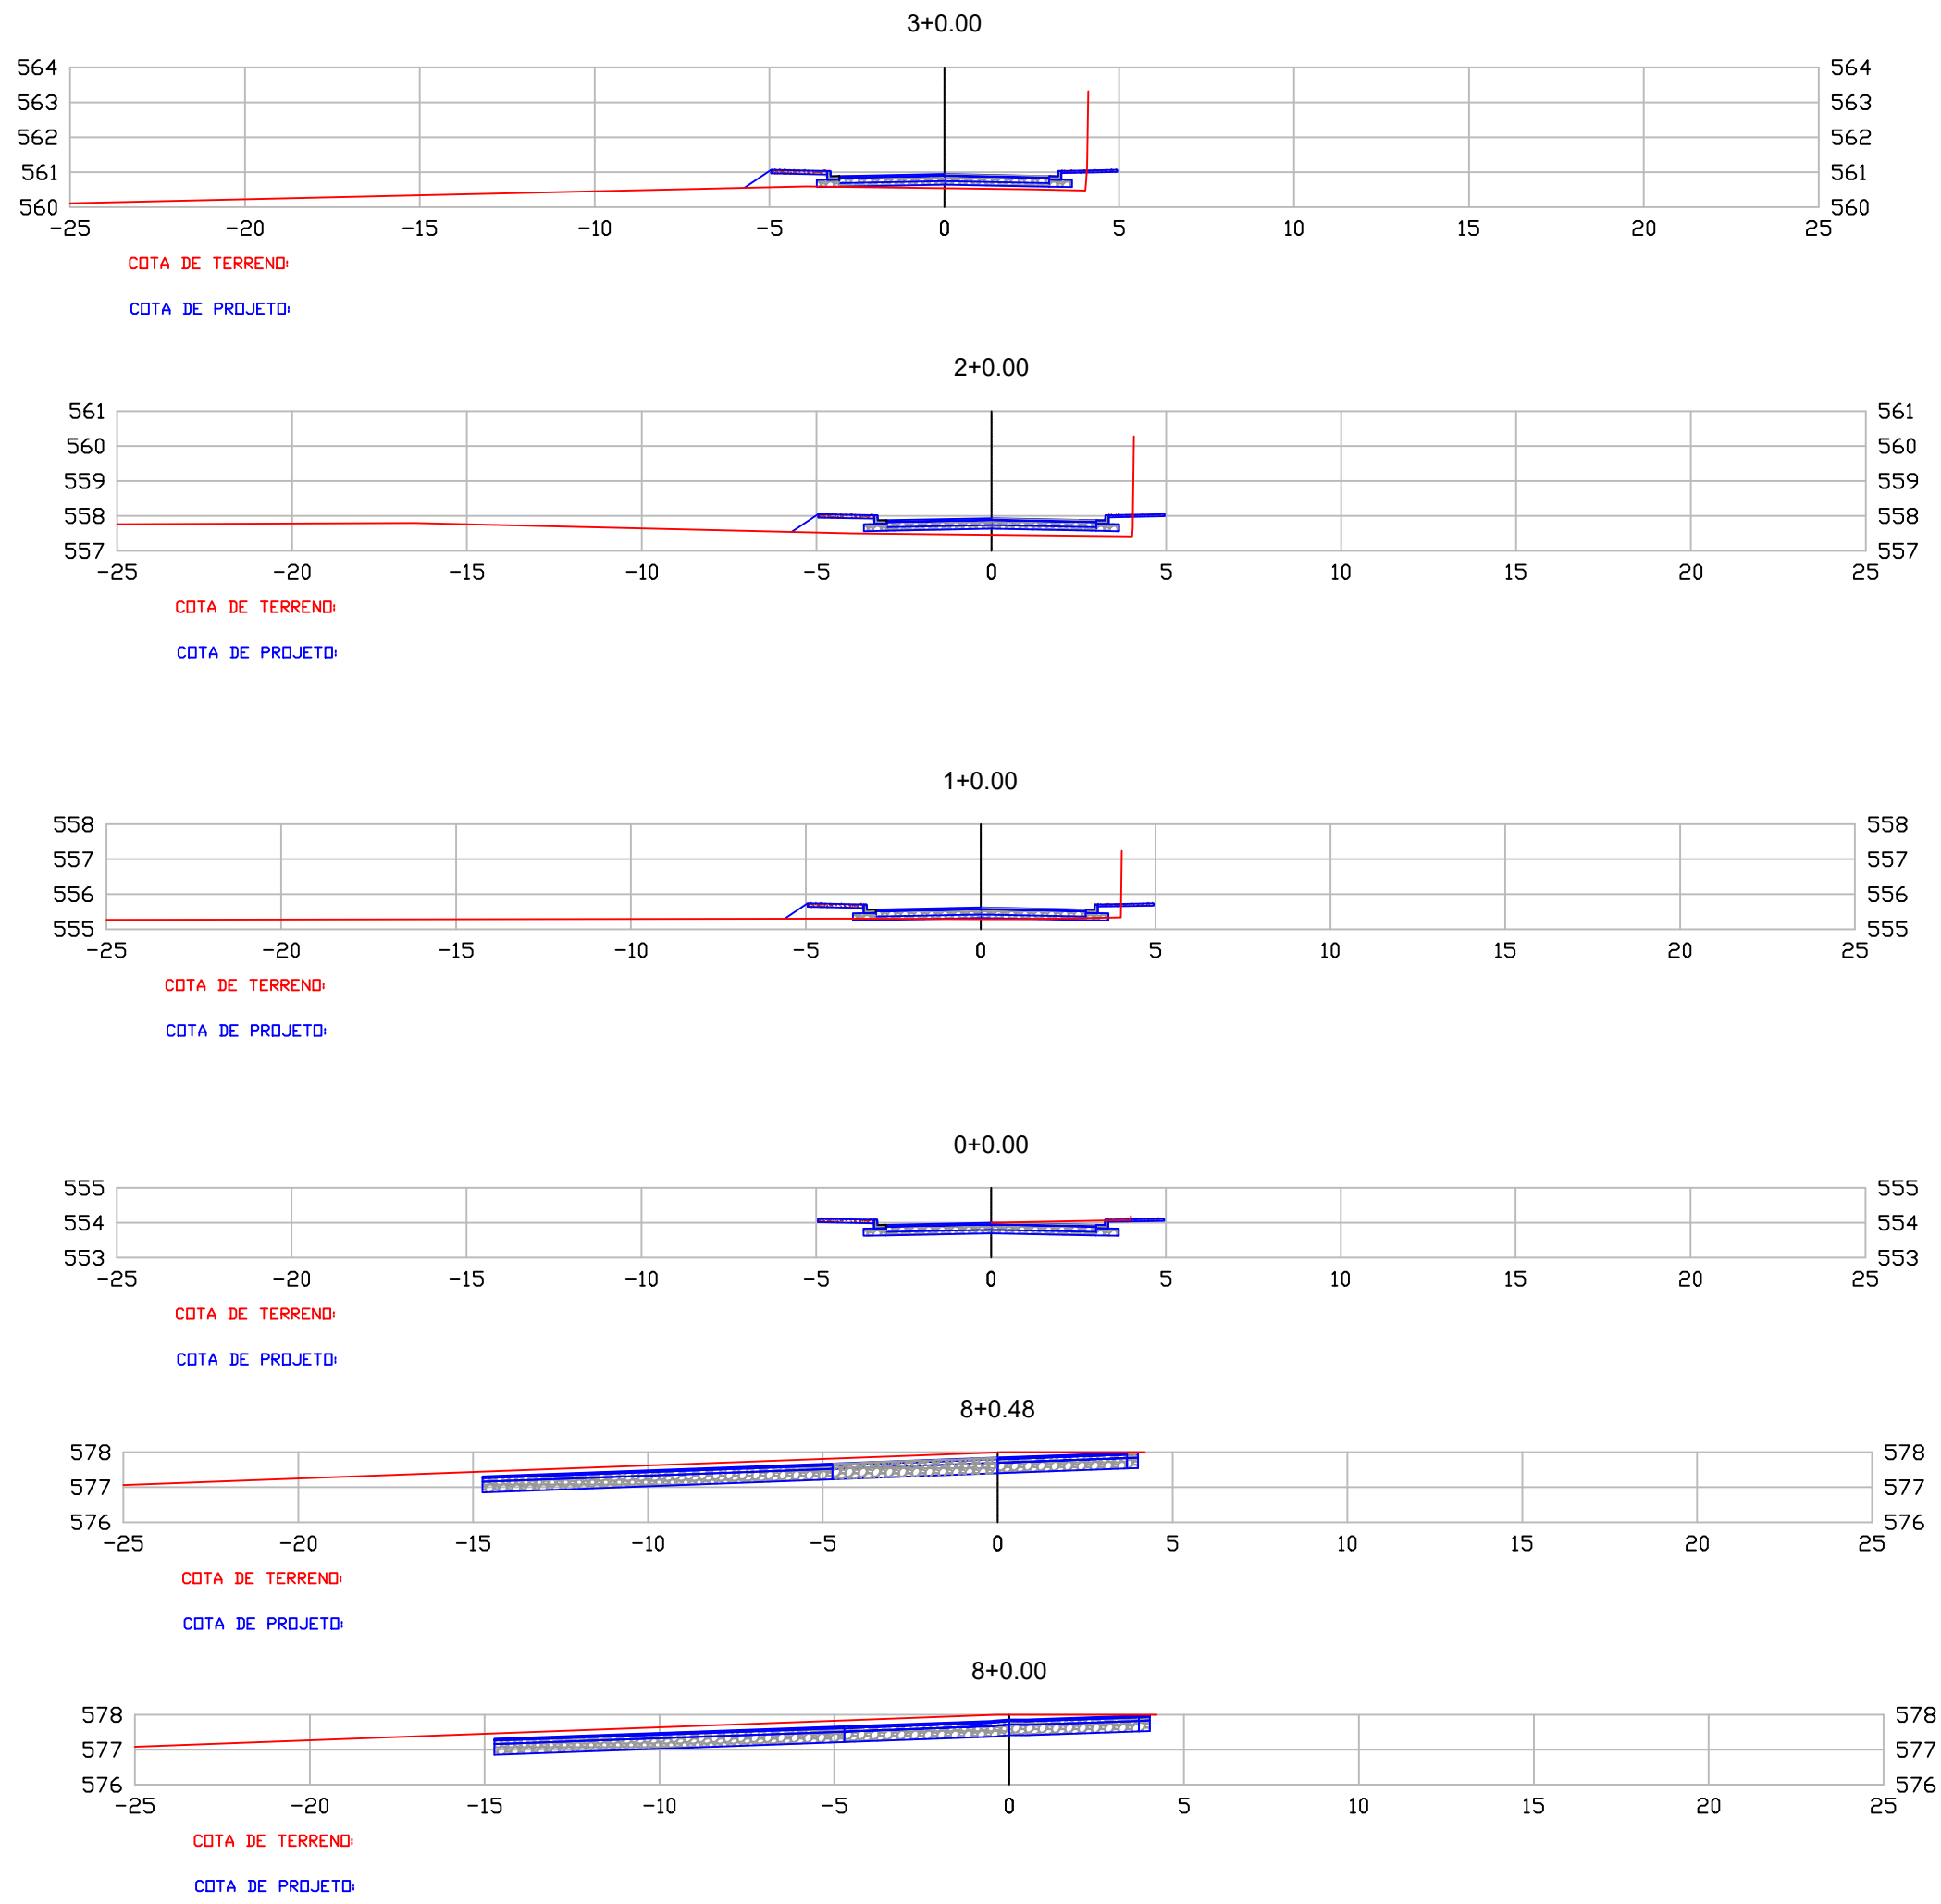 3+0.00
564 564
563 563
562 562
561 561
560 560
-25 -20 -15 -10 -5 0 5 10 15 20 25
COTA DE TERRENO:
COTA DE PROJETO:
2+0.00
561 561
560 560
559 559
558 558
557 557
-25 -20 -15 -10 -5 0 5 10 15 20 25
COTA DE TERRENO:
COTA DE PROJETO:
1+0.00
558 558
557 557
556 556
555 555
-25 -20 -15 -10 -5 0 5 10 15 20 25
COTA DE TERRENO:
COTA DE PROJETO:
0+0.00
555 555
554 554
553 553
-25 -20 -15 -10 -5 0 5 10 15 20 25
COTA DE TERRENO:
COTA DE PROJETO:
8+0.48
578 578
577 577
576 576
-25 -20 -15 -10 -5 0 5 10 15 20 25
COTA DE TERRENO:
COTA DE PROJETO:
8+0.00
578 578
577 577
576 576
-25 -20 -15 -10 -5 0 5 10 15 20 25
COTA DE TERRENO:
COTA DE PROJETO: